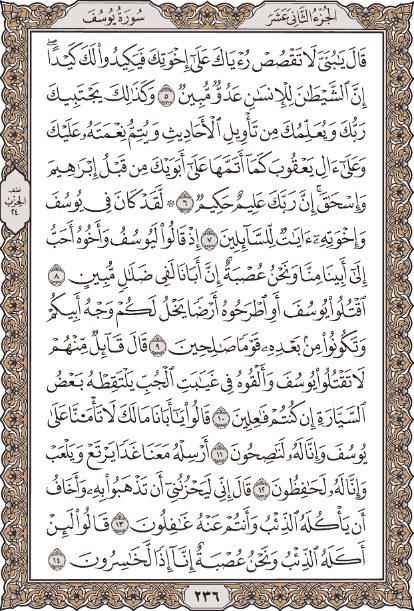 الجزء الثاني عشر
سورة يوسف
قَالَ يَٰبُنَيَّ لَا تَقْصُصْ رُءْيَاكَ عَلَىٰٓ إِخْوَتِكَ فَيَكِيدُوا۟ لَكَ كَيْدًا ۖ
إِنَّ ٱلشَّيْطَٰنَ لِلْإِنسَٰنِ عَدُوٌّ مُّبِينٌ ٥ وَكَذَٰلِكَ يَجْتَبِيكَ
رَبُّكَ وَيُعَلِّمُكَ مِن تَأْوِيلِ ٱلْأَحَادِيثِ وَيُتِمُّ نِعْمَتَهُۥ عَلَيْكَ
وَعَلَىٰٓ ءَالِ يَعْقُوبَ كَمَآ أَتَمَّهَا عَلَىٰٓ أَبَوَيْكَ مِن قَبْلُ إِبْرَٰهِيمَ
وَإِسْحَٰقَ ۚ إِنَّ رَبَّكَ عَلِيمٌ حَكِيمٌ ٦ ۞ لَّقَدْ كَانَ فِى يُوسُفَ
نصف
الحزب
٢٤
وَإِخْوَتِهِۦٓ ءَايَٰتٌ لِّلسَّآئِلِينَ ٧ إِذْ قَالُوا۟ لَيُوسُفُ وَأَخُوهُ أَحَبُّ
إِلَىٰٓ أَبِينَا مِنَّا وَنَحْنُ عُصْبَةٌ إِنَّ أَبَانَا لَفِى ضَلَٰلٍ مُّبِينٍ ٨
ٱقْتُلُوا۟ يُوسُفَ أَوِ ٱطْرَحُوهُ أَرْضًا يَخْلُ لَكُمْ وَجْهُ أَبِيكُمْ
وَتَكُونُوا۟ مِنۢ بَعْدِهِۦ قَوْمًا صَٰلِحِينَ ٩ قَالَ قَآئِلٌ مِّنْهُمْ
لَا تَقْتُلُوا۟ يُوسُفَ وَأَلْقُوهُ فِى غَيَٰبَتِ ٱلْجُبِّ يَلْتَقِطْهُ بَعْضُ
ٱلسَّيَّارَةِ إِن كُنتُمْ فَٰعِلِينَ ١٠ قَالُوا۟ يَٰٓأَبَانَا مَا لَكَ لَا تَأْمَ۫نَّا عَلَىٰ
يُوسُفَ وَإِنَّا لَهُۥ لَنَٰصِحُونَ ١١ أَرْسِلْهُ مَعَنَا غَدًا يَرْتَعْ وَيَلْعَبْ
وَإِنَّا لَهُۥ لَحَٰفِظُونَ ١٢ قَالَ إِنِّى لَيَحْزُنُنِىٓ أَن تَذْهَبُوا۟ بِهِۦ وَأَخَافُ
أَن يَأْكُلَهُ ٱلذِّئْبُ وَأَنتُمْ عَنْهُ غَٰفِلُونَ ١٣ قَالُوا۟ لَئِنْ
أَكَلَهُ ٱلذِّئْبُ وَنَحْنُ عُصْبَةٌ إِنَّآ إِذًا لَّخَٰسِرُونَ ١٤
٢٣٦